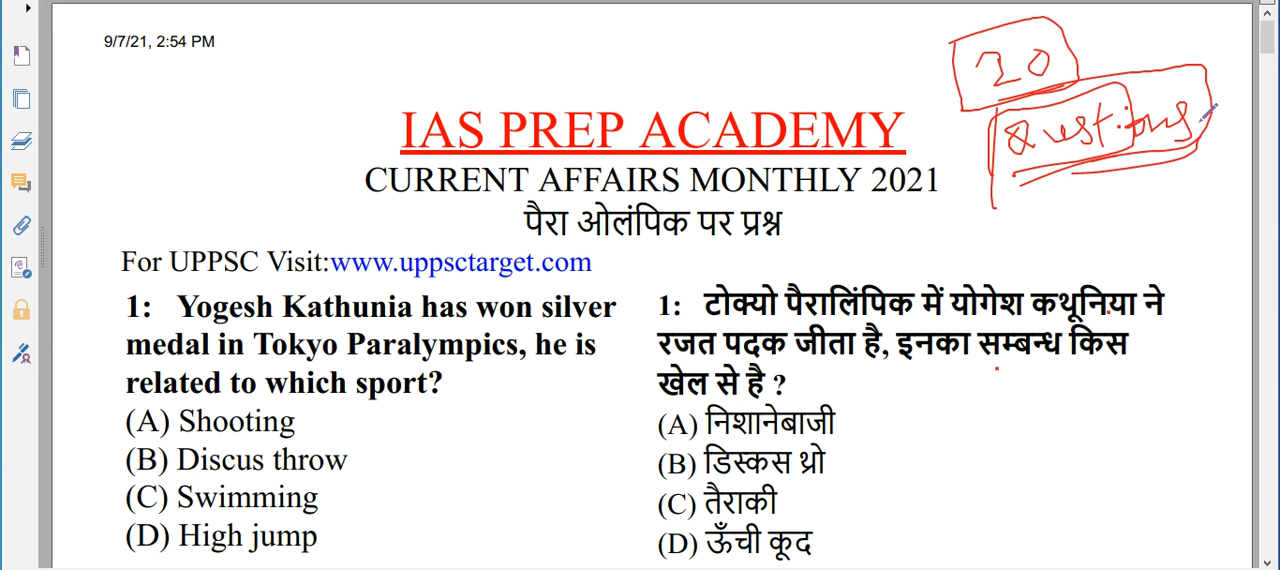 9/7/21, 2:54 PM
20
Questions
IAS PREP ACADEMY
CURRENT AFFAIRS MONTHLY 2021
पैरा ओलंपिक पर प्रश्न
For UPPSC Visit:www.uppsctarget.com
1: Yogesh Kathunia has won silver
medal in Tokyo Paralympics, he is
related to which sport?
(A) Shooting
(B) Discus throw
(C) Swimming
(D) High jump
1: टोक्यो पैरालिंपिक में योगेश कथूनिया ने
रजत पदक जीता है, इनका सम्बन्ध किस
खेल से है ?
(A) निशानेबाजी
(B) डिस्कस थ्रो
(C) तैराकी
(D) ऊँची कूद